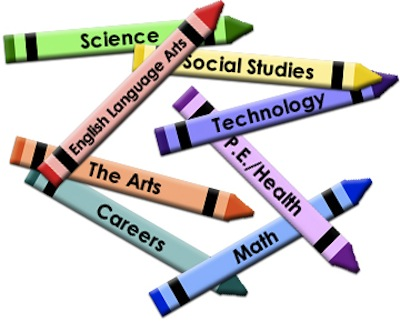 Science
Social Studies
English Language Arts
Technology
P.E./Health
The Arts
Careers
Math